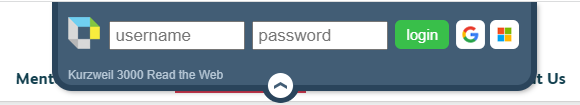 username password login
Kurzweil 3000 Read the Web
Ment t Us